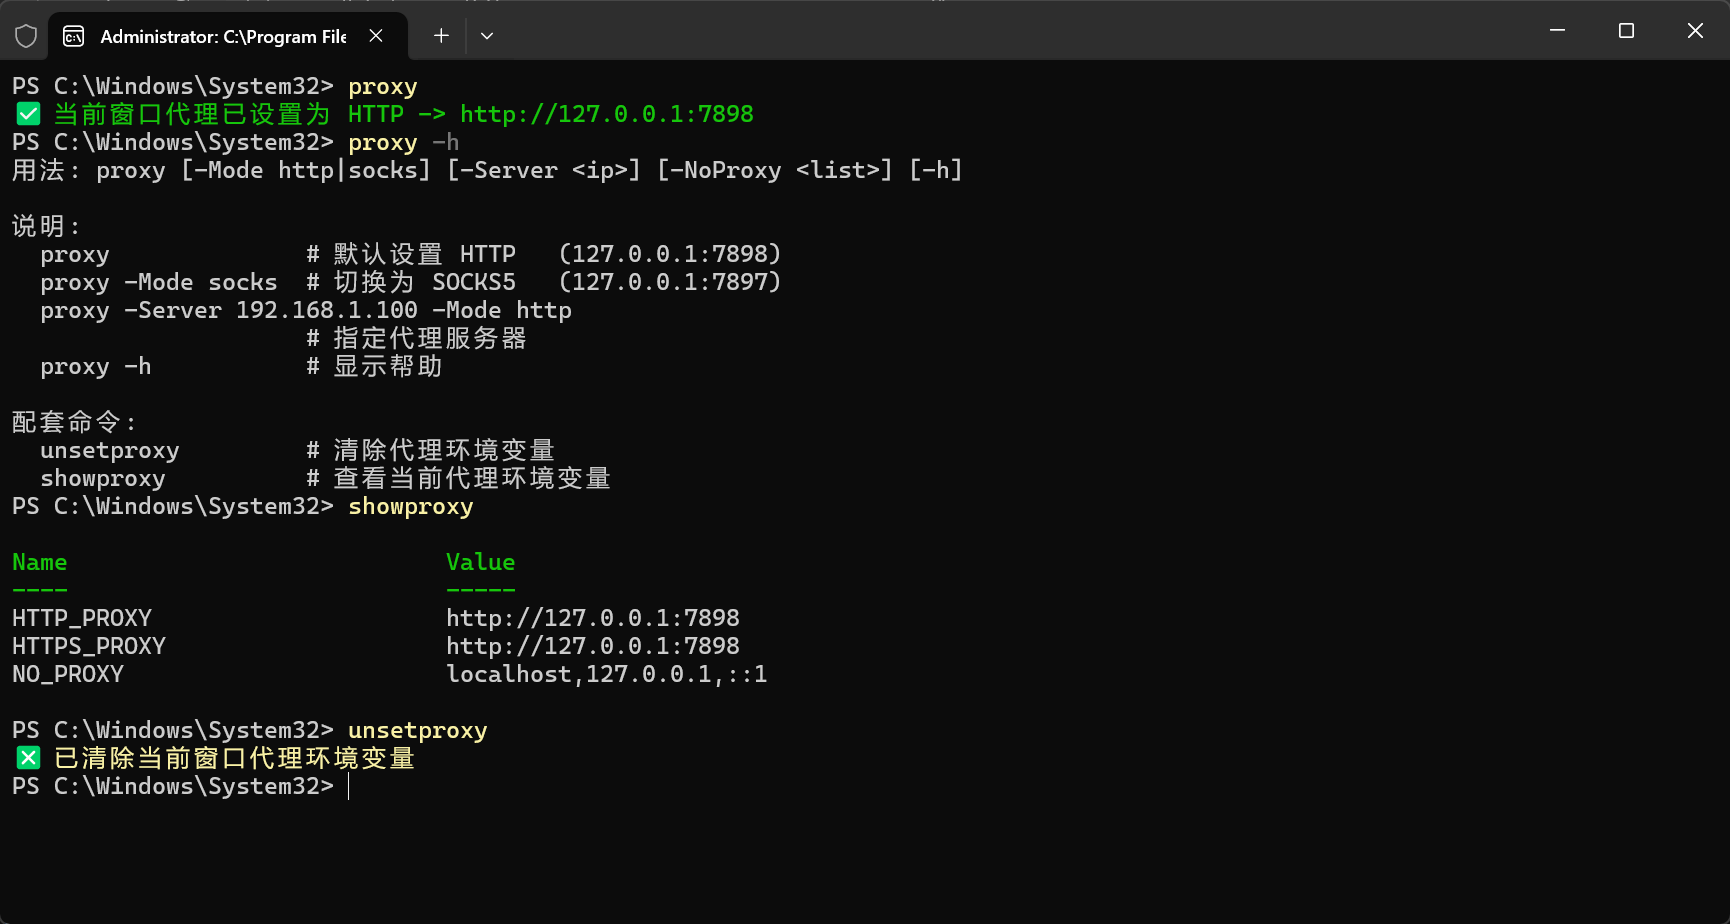 Administrator: C:\Program File
PS C:\Windows\System32> proxy
✅ 当前窗口代理已设置为 HTTP -> http://127.0.0.1:7898
PS C:\Windows\System32> proxy -h
用法: proxy [-Mode http|socks] [-Server <ip>] [-NoProxy <list>] [-h]
说明:
  proxy              # 默认设置 HTTP   (127.0.0.1:7898)
  proxy -Mode socks  # 切换为 SOCKS5   (127.0.0.1:7897)
  proxy -Server 192.168.1.100 -Mode http
                     # 指定代理服务器
  proxy -h           # 显示帮助
配套命令:
  unsetproxy         # 清除代理环境变量
  showproxy          # 查看当前代理环境变量
PS C:\Windows\System32> showproxy
Name                           Value
----                           -----
HTTP_PROXY                     http://127.0.0.1:7898
HTTPS_PROXY                    http://127.0.0.1:7898
NO_PROXY                       localhost,127.0.0.1,::1
PS C:\Windows\System32> unsetproxy
❎ 已清除当前窗口代理环境变量
PS C:\Windows\System32>